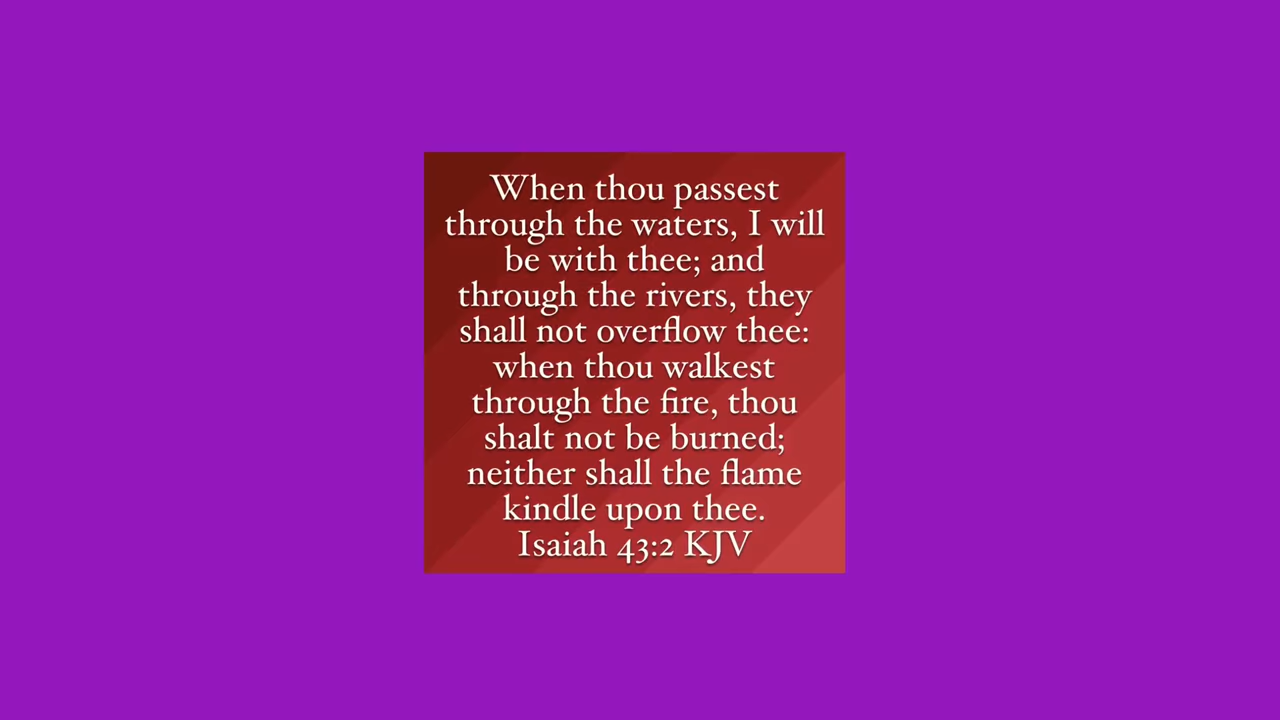 When thou passest
through the waters, I will
be with thee; and
through the rivers, they
shall not overflow thee:
when thou walkest
through the fire, thou
shalt not be burned;
neither shall the flame
kindle upon thee.
Isaiah 43:2 KJV